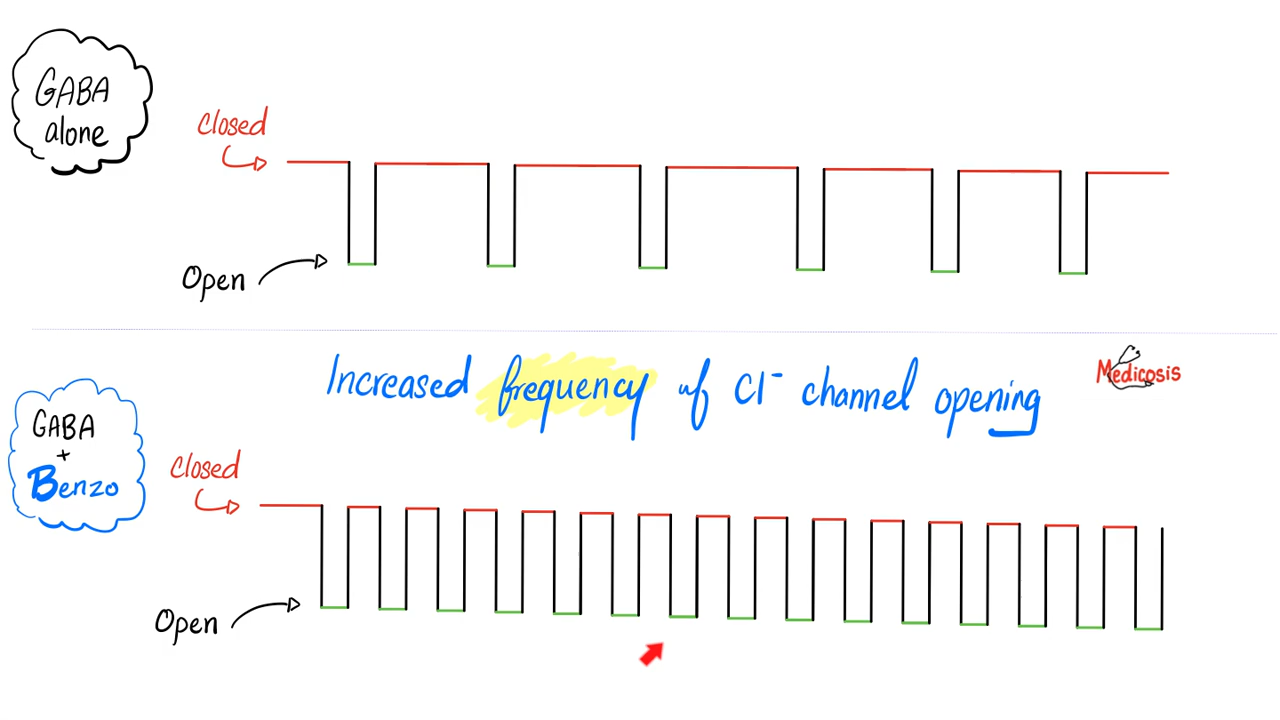 GABA
alone
Closed
Open
Increased frequency of Cl⁻ channel opening
Medicosis
GABA
+
Benzo
Closed
Open